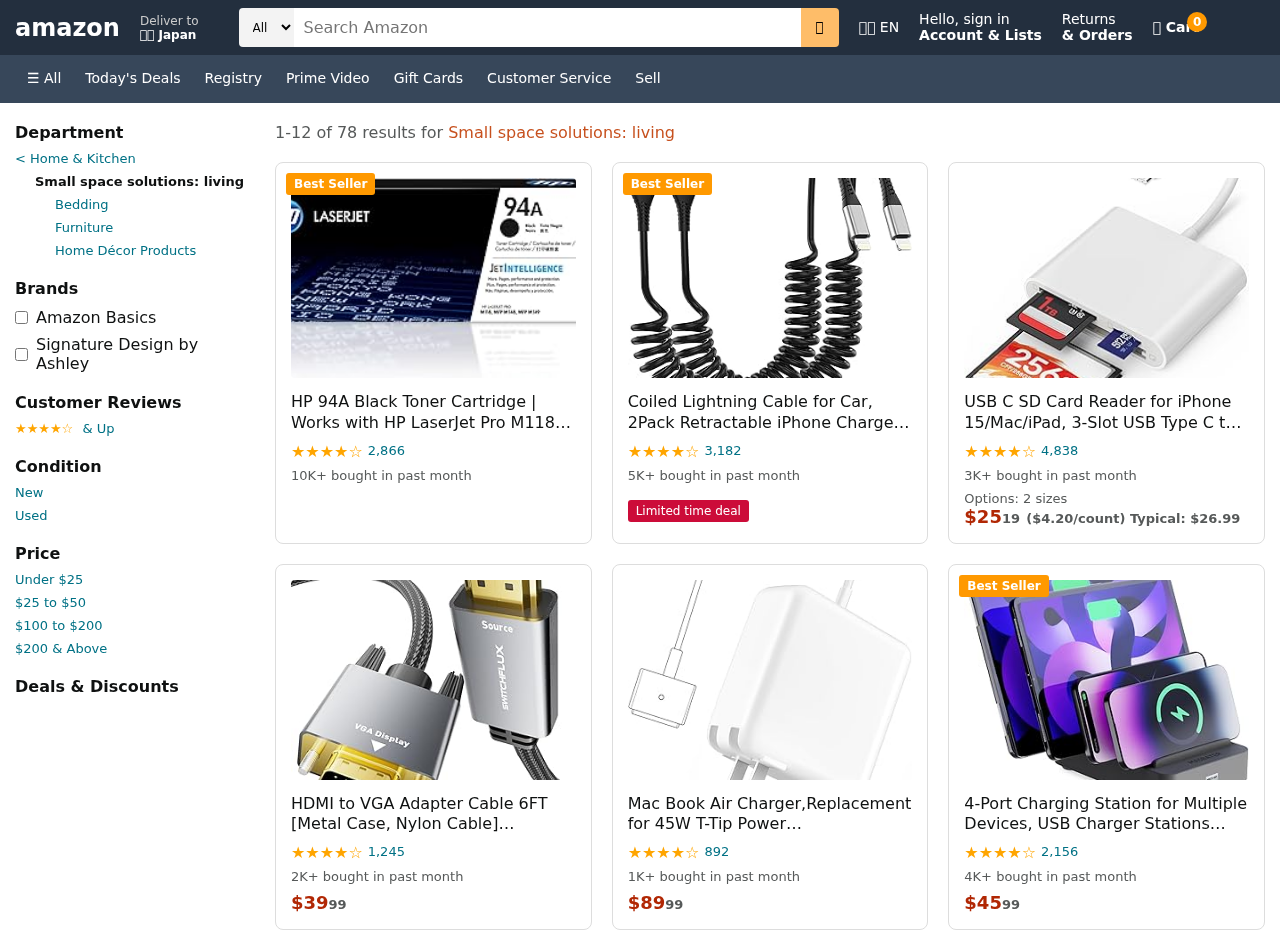 amazon
Deliver to
Japan
All
Search Amazon
EN
Hello, sign in
Account & Lists
Returns
& Orders
0
☰ All
Today's Deals
Registry
Prime Video
Gift Cards
Customer Service
Sell
Department
< Home & Kitchen
Small space solutions: living
Bedding
Furniture
Home Décor Products
Brands
Amazon Basics
Signature Design by
Ashley
Customer Reviews
★★★★☆ & Up
Condition
New
Used
Price
Under $25
$25 to $50
$100 to $200
$200 & Above
Deals & Discounts
1-12 of 78 results for Small space solutions: living
Best Seller
hp
LASERJET
94A
JETINTELLIGENCE
HP 94A Black Toner Cartridge |
Works with HP LaserJet Pro M118...
★★★★☆ 2,866
10K+ bought in past month
Best Seller
Coiled Lightning Cable for Car,
2Pack Retractable iPhone Charge...
★★★★☆ 3,182
5K+ bought in past month
Limited time deal
1TB
256
USB C SD Card Reader for iPhone
15/Mac/iPad, 3-Slot USB Type C t...
★★★★☆ 4,838
3K+ bought in past month
Options: 2 sizes
$2519 ($4.20/count) Typical: $26.99
Source
SWITCHFLUX
VGA Display
HDMI to VGA Adapter Cable 6FT
[Metal Case, Nylon Cable]...
★★★★☆ 1,245
2K+ bought in past month
$3999
Mac Book Air Charger,Replacement
for 45W T-Tip Power...
★★★★☆ 892
1K+ bought in past month
$8999
Best Seller
4-Port Charging Station for Multiple
Devices, USB Charger Stations...
★★★★☆ 2,156
4K+ bought in past month
$4599